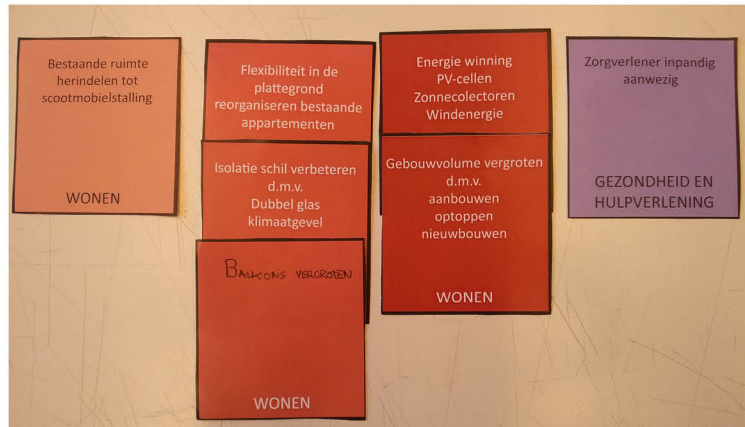 Bestaande ruimte
herindelen tot
scootmobielstalling
WONEN
Flexibiliteit in de
plattegrond
reorganiseren bestaande
appartementen
Isolatie schil verbeteren
d.m.v.
Dubbel glas
klimaatgevel
BALKONS VERGROTEN
WONEN
Energie winning
PV-cellen
Zonnecolectoren
Windenergie
Gebouwvolume vergroten
d.m.v.
aanbouwen
optoppen
nieuwbouwen
WONEN
Zorgverlener inpandig
aanwezig
GEZONDHEID EN
HULPVERLENING